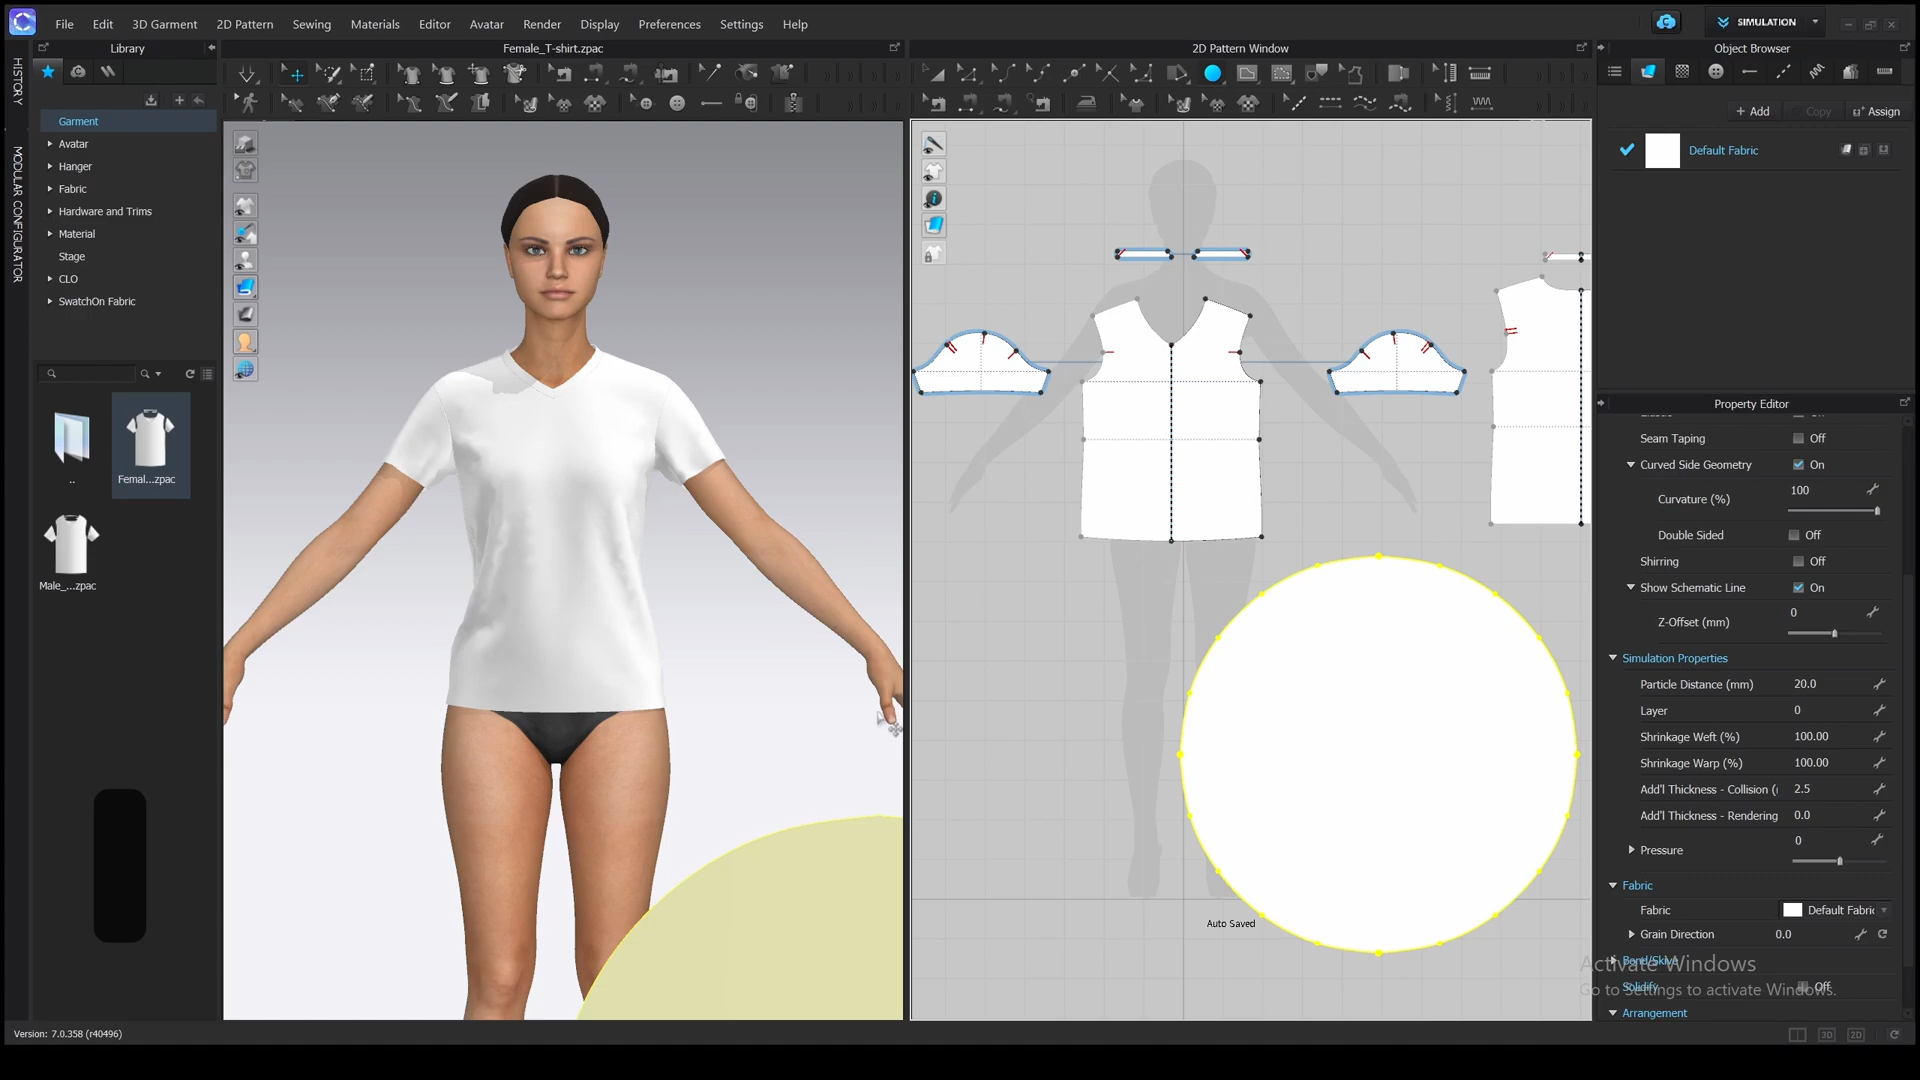 File Edit 3D Garment 2D Pattern Sewing Materials Editor Avatar Render Display Preferences Settings Help
SIMULATION
Library
Female_T-shirt.zpac
2D Pattern Window
Object Browser
HISTORY
MODULAR CONFIGURATOR
Garment
Avatar
Hanger
Fabric
Hardware and Trims
Material
Stage
CLO
SwatchOn Fabric
..
Femal...zpac
Male_...zpac
Auto Saved
+ Add
Copy
Assign
Default Fabric
Property Editor
Seam Taping Off
Curved Side Geometry On
Curvature (%) 100
Double Sided Off
Shirring Off
Show Schematic Line On
Z-Offset (mm) 0
Simulation Properties
Particle Distance (mm) 20.0
Layer 0
Shrinkage Weft (%) 100.00
Shrinkage Warp (%) 100.00
Add'l Thickness - Collision ( 2.5
Add'l Thickness - Rendering 0.0
Pressure 0
Fabric
Fabric Default Fabric
Grain Direction 0.0
Bond/Skive
Activate Windows
Solidify Off
Go to Settings to activate Windows.
Arrangement
Version: 7.0.358 (r40496)
3D
2D